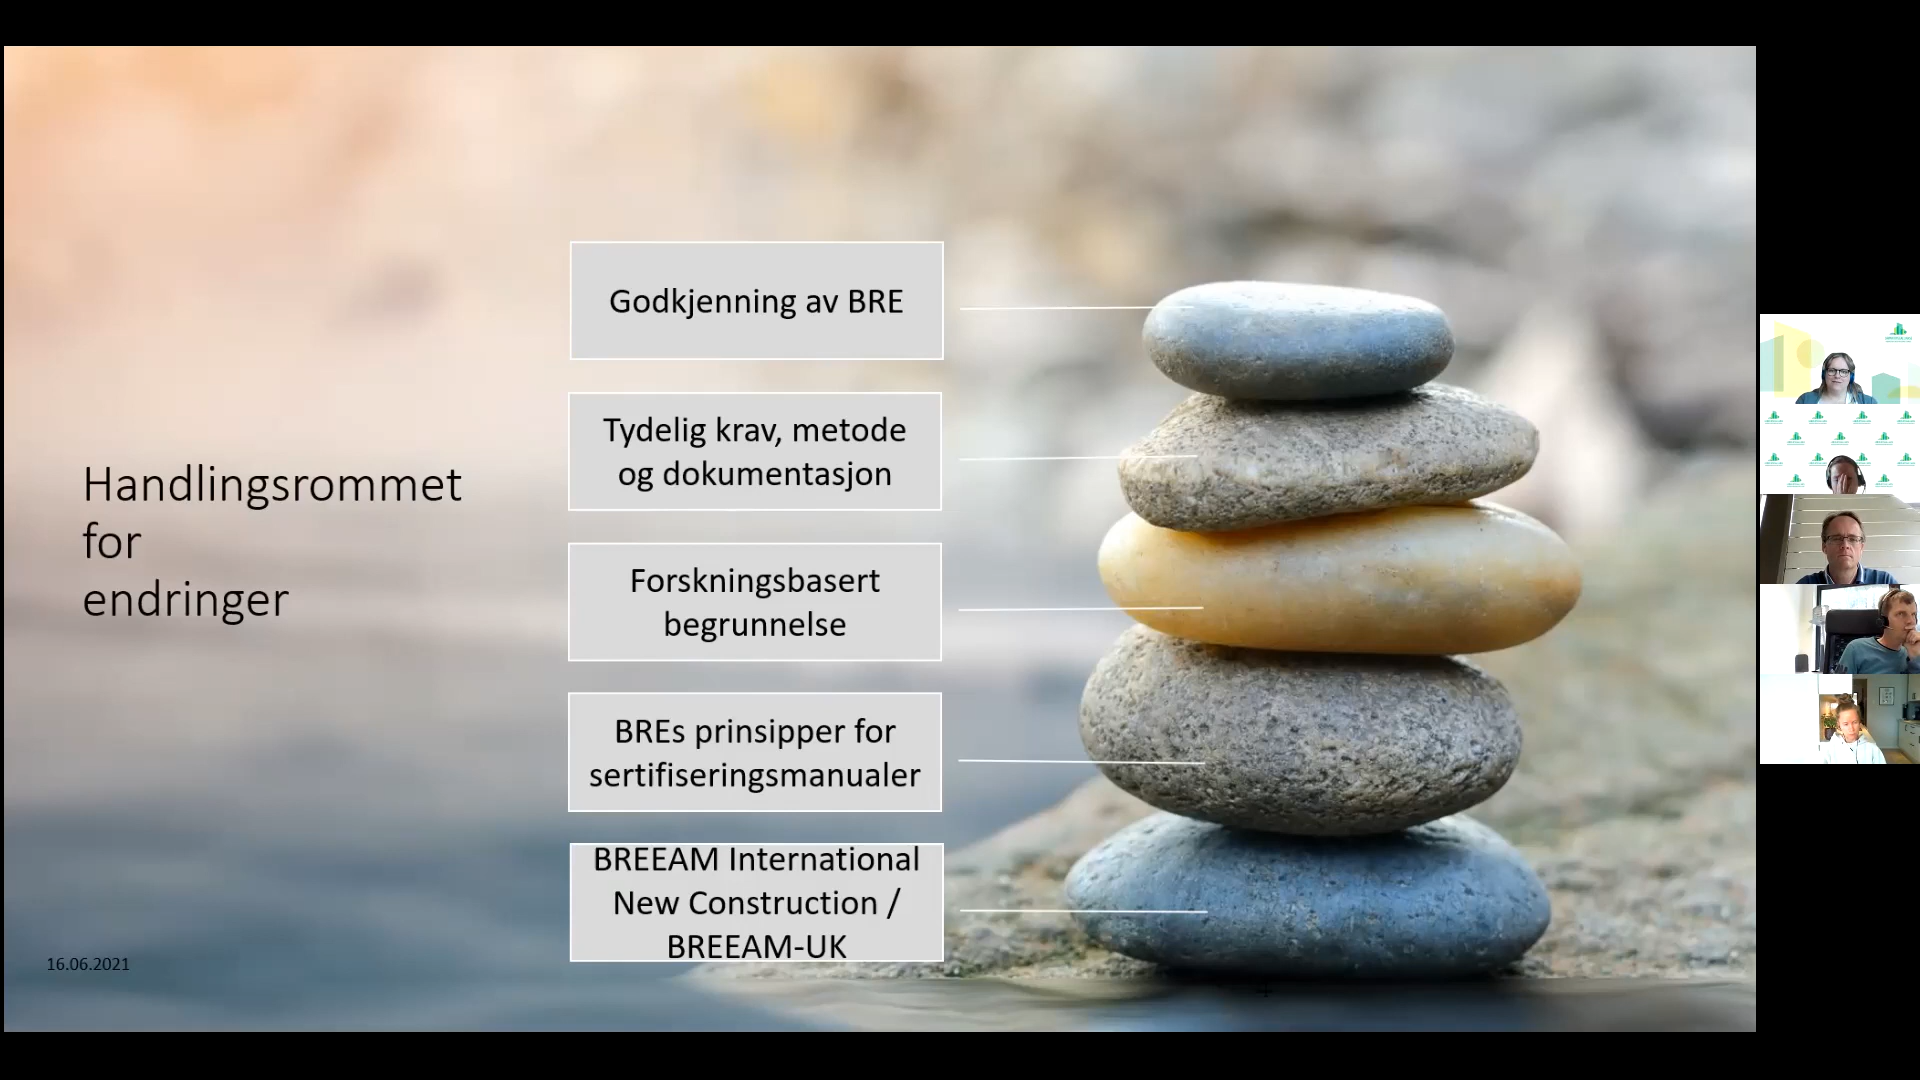 Handlingsrommet
for
endringer
Godkjenning av BRE
Tydelig krav, metode
og dokumentasjon
Forskningsbasert
begrunnelse
BREs prinsipper for
sertifiseringsmanualer
BREEAM International
New Construction /
BREEAM-UK
16.06.2021